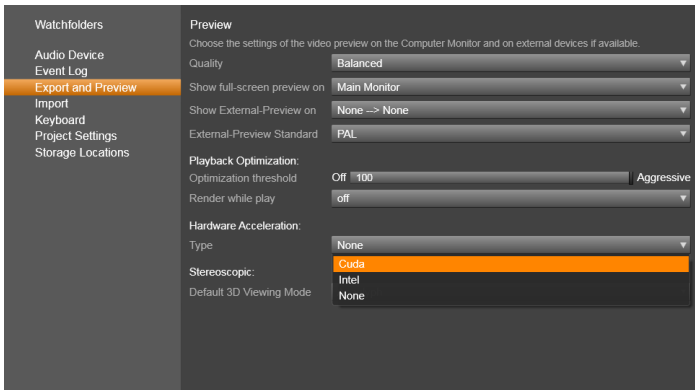 Watchfolders
Audio Device
Event Log
Export and Preview
Import
Keyboard
Project Settings
Storage Locations
Preview
Choose the settings of the video preview on the Computer Monitor and on external devices if available.
Quality Balanced
Show full-screen preview on Main Monitor
Show External-Preview on None --> None
External-Preview Standard PAL
Playback Optimization:
Optimization threshold Off 100 Aggressive
Render while play off
Hardware Acceleration:
Type None
Cuda
Intel
None
Stereoscopic:
Default 3D Viewing Mode